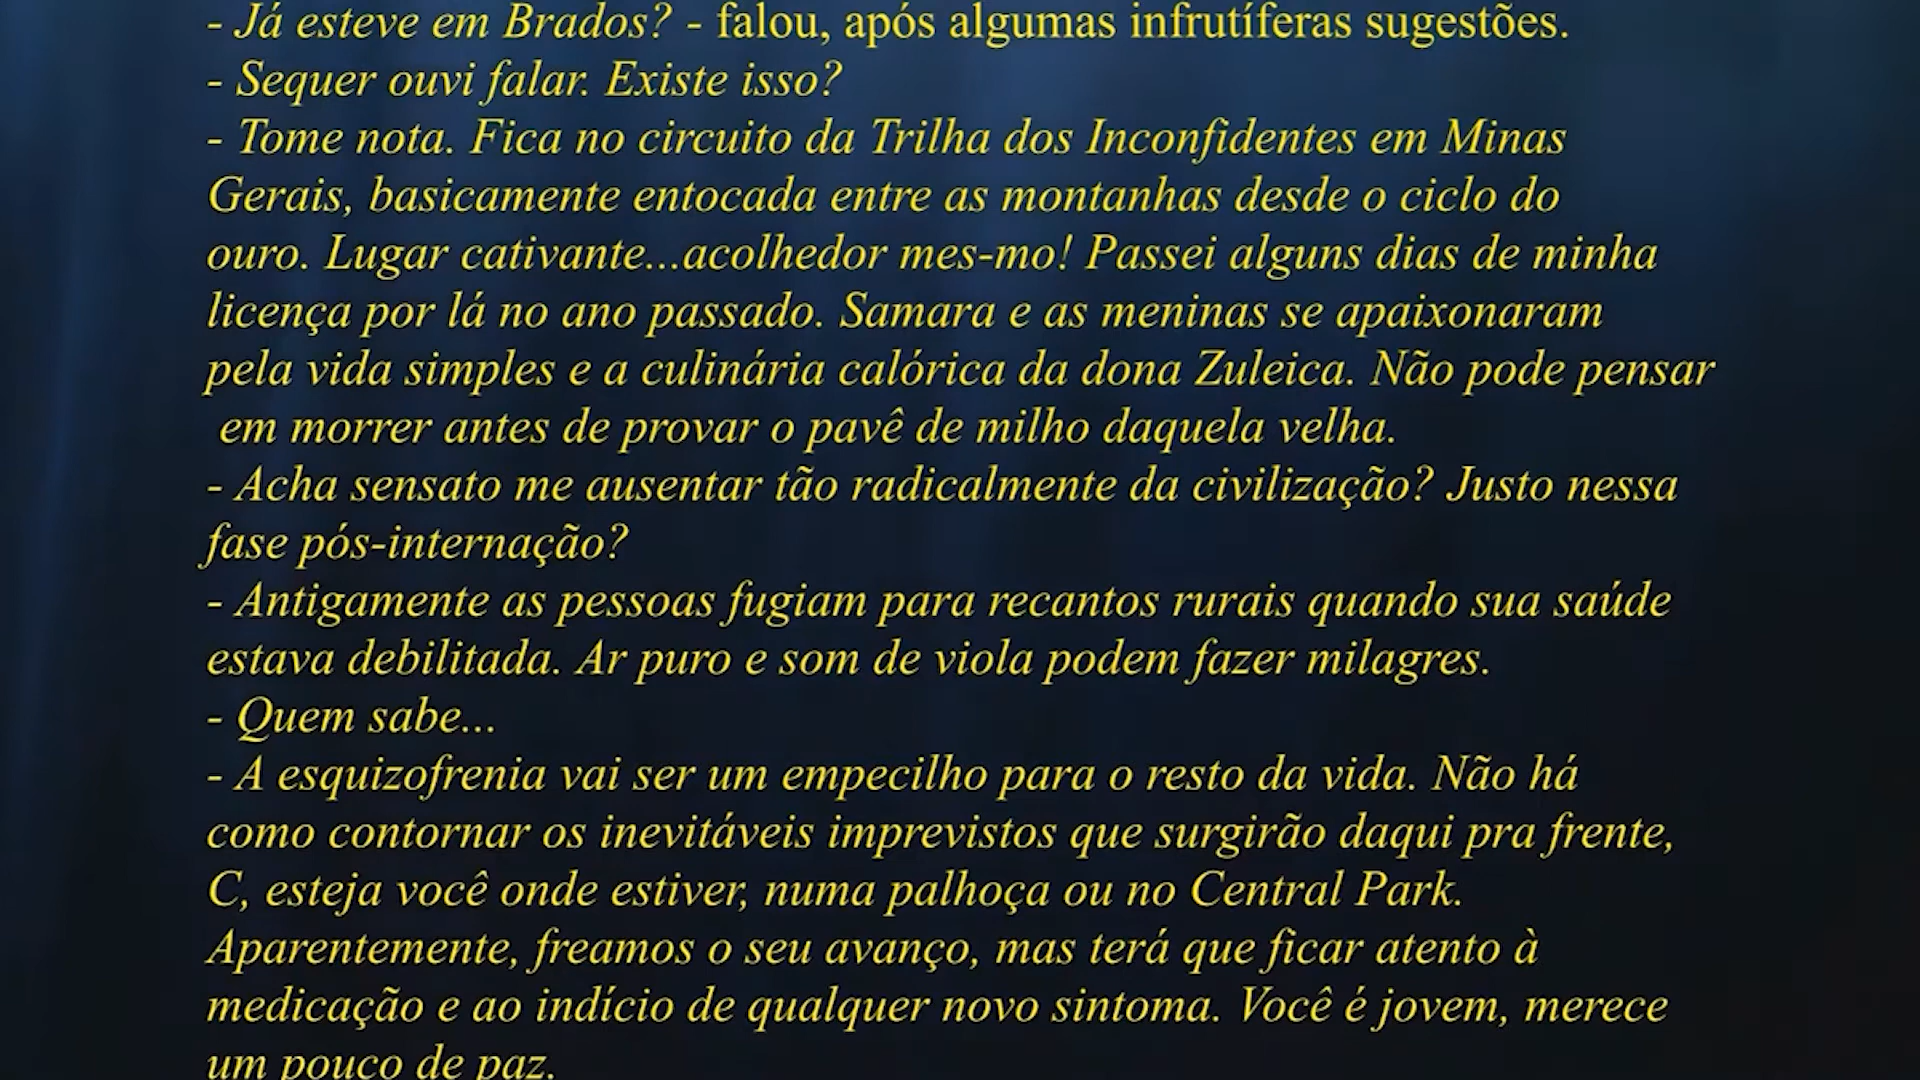 - Já esteve em Brados? - falou, após algumas infrutíferas sugestões.
- Sequer ouvi falar. Existe isso?
- Tome nota. Fica no circuito da Trilha dos Inconfidentes em Minas
Gerais, basicamente entocada entre as montanhas desde o ciclo do
ouro. Lugar cativante...acolhedor mes-mo! Passei alguns dias de minha
licença por lá no ano passado. Samara e as meninas se apaixonaram
pela vida simples e a culinária calórica da dona Zuleica. Não pode pensar
em morrer antes de provar o pavê de milho daquela velha.
- Acha sensato me ausentar tão radicalmente da civilização? Justo nessa
fase pós-internação?
- Antigamente as pessoas fugiam para recantos rurais quando sua saúde
estava debilitada. Ar puro e som de viola podem fazer milagres.
- Quem sabe...
- A esquizofrenia vai ser um empecilho para o resto da vida. Não há
como contornar os inevitáveis imprevistos que surgirão daqui pra frente,
C, esteja você onde estiver, numa palhoça ou no Central Park.
Aparentemente, freamos o seu avanço, mas terá que ficar atento à
medicação e ao indício de qualquer novo sintoma. Você é jovem, merece
um pouco de paz.